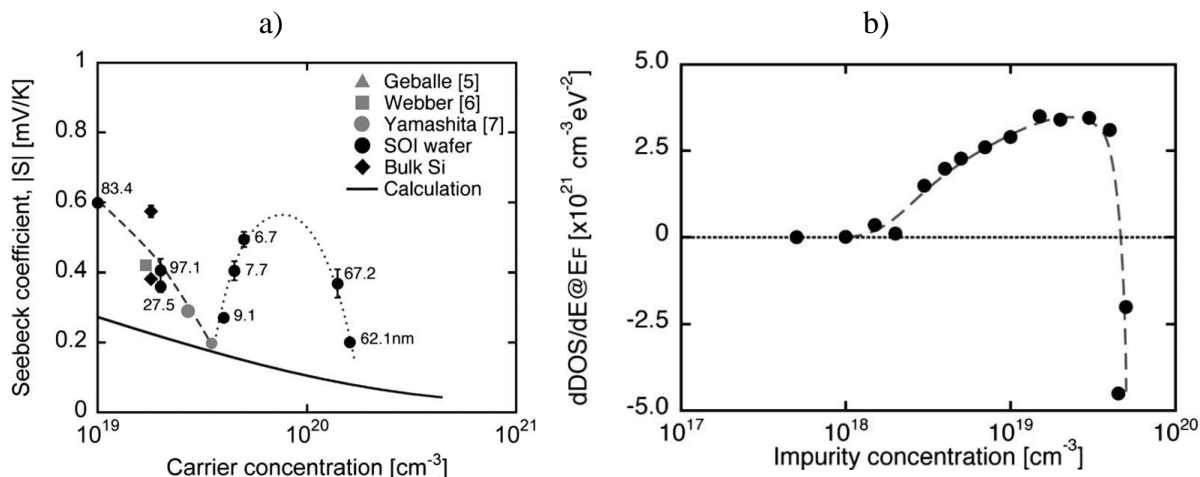 a)
Seebeck coefficient, |S| [mV/K]
1
0.8
0.6
0.4
0.2
0
Geballe [5]
Webber [6]
Yamashita [7]
SOI wafer
Bulk Si
Calculation
83.4
97.1
27.5
6.7
7.7
9.1
67.2
62.1nm
10^19
10^20
10^21
Carrier concentration [cm^-3]
b)
dDOS/dE@EF [x10^21 cm^-3 eV^-2]
5.0
2.5
0
-2.5
-5.0
10^17
10^18
10^19
10^20
Impurity concentration [cm^-3]